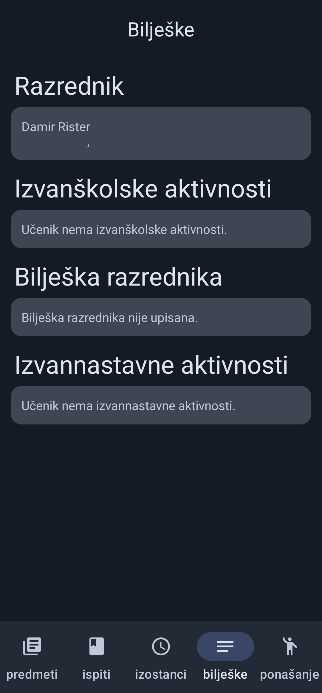 Bilješke
Razrednik
Damir Rister
,
Izvanškolske aktivnosti
Učenik nema izvanškolske aktivnosti.
Bilješka razrednika
Bilješka razrednika nije upisana.
Izvannastavne aktivnosti
Učenik nema izvannastavne aktivnosti.
predmeti ispiti izostanci bilješke ponašanje